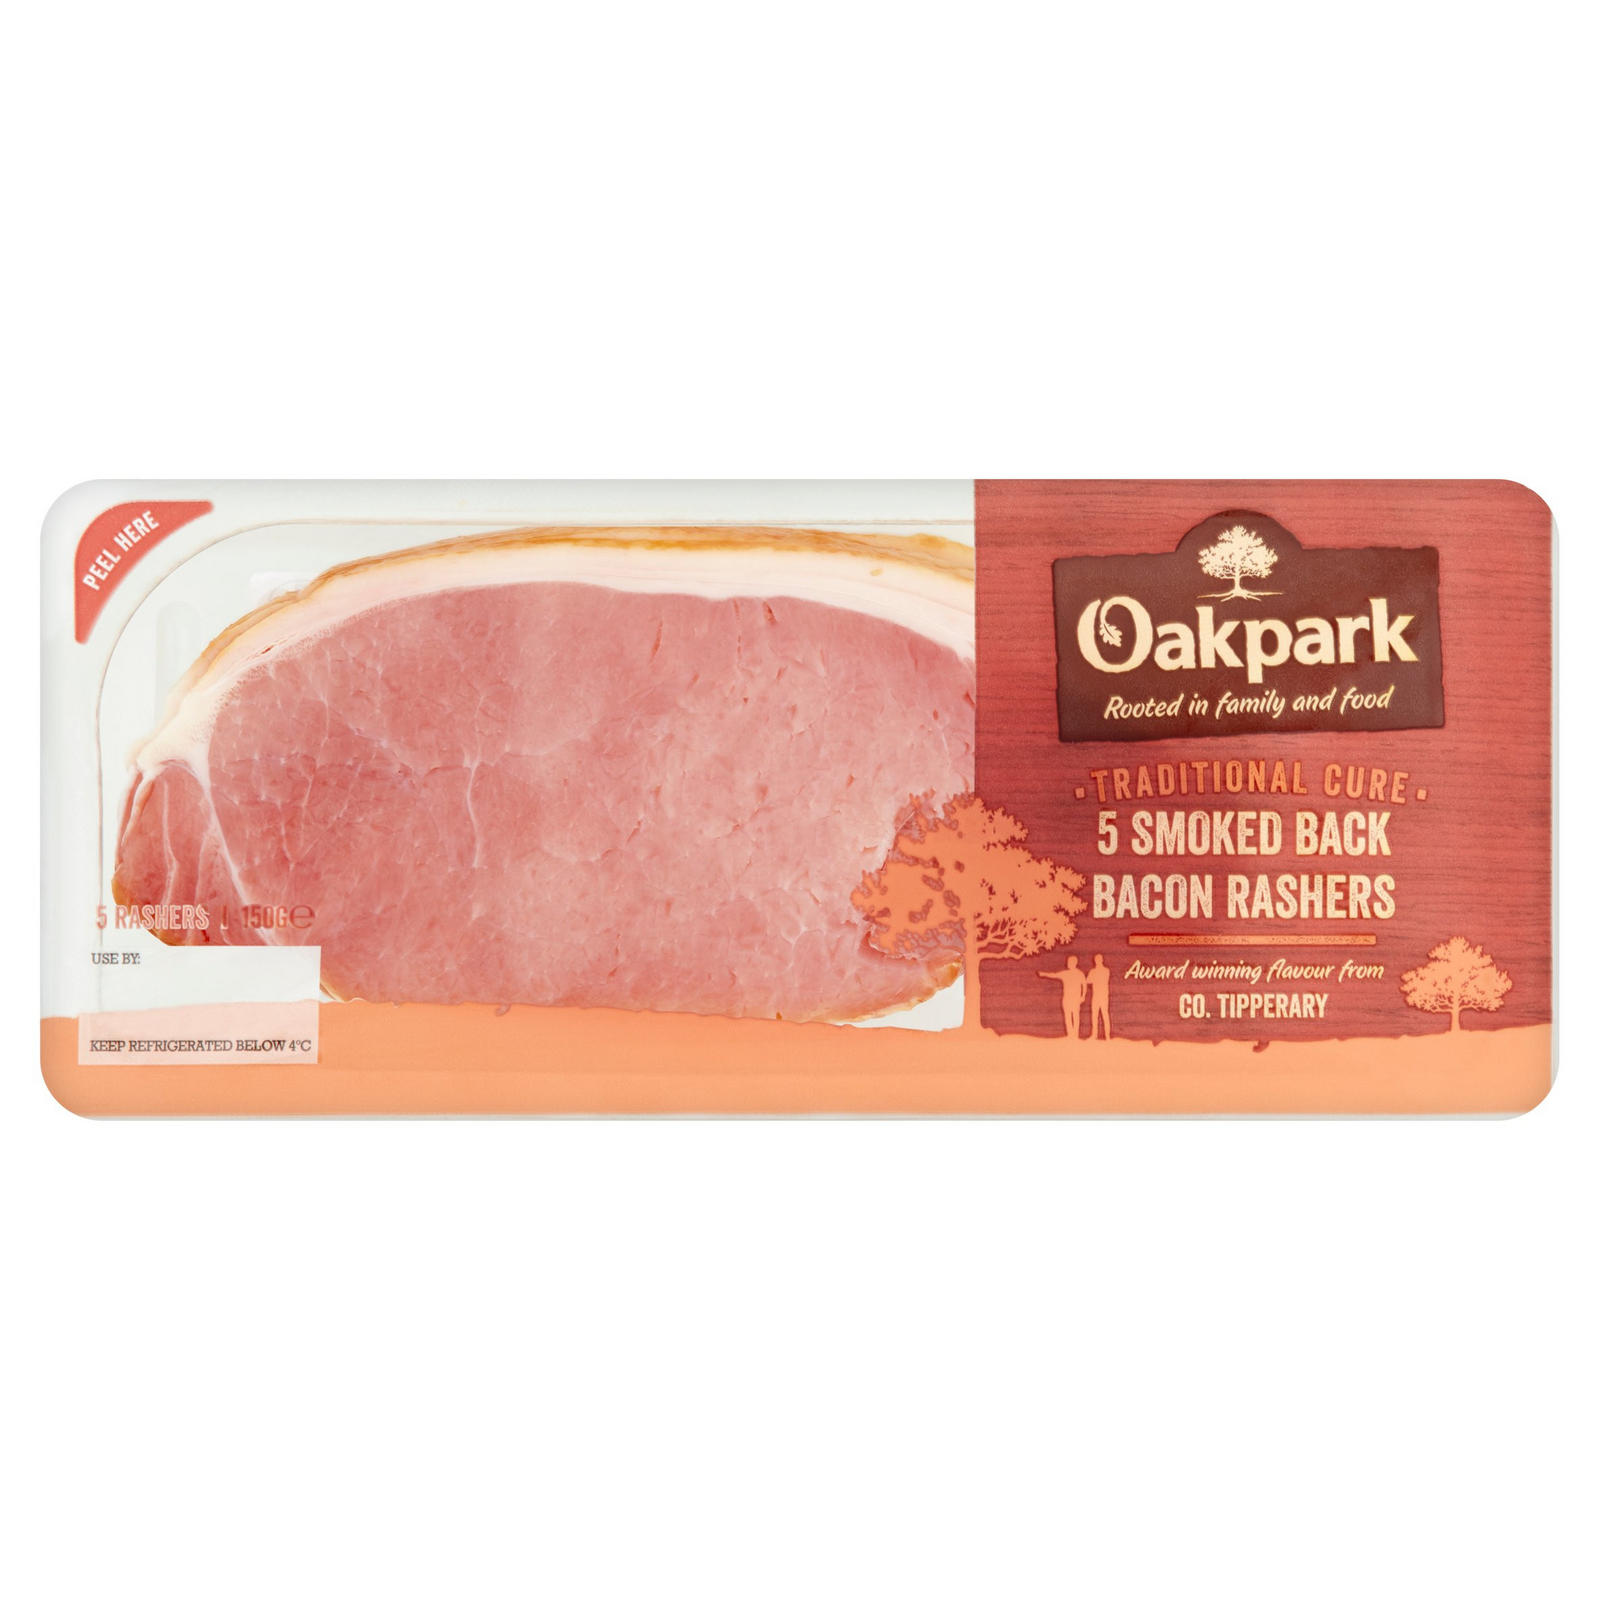 PEEL HERE
Oakpark
Rooted in family and food
• TRADITIONAL CURE •
5 SMOKED BACK
BACON RASHERS
Award winning flavour from
CO. TIPPERARY
5 RASHERS | 150G℮
USE BY:
KEEP REFRIGERATED BELOW 4°C